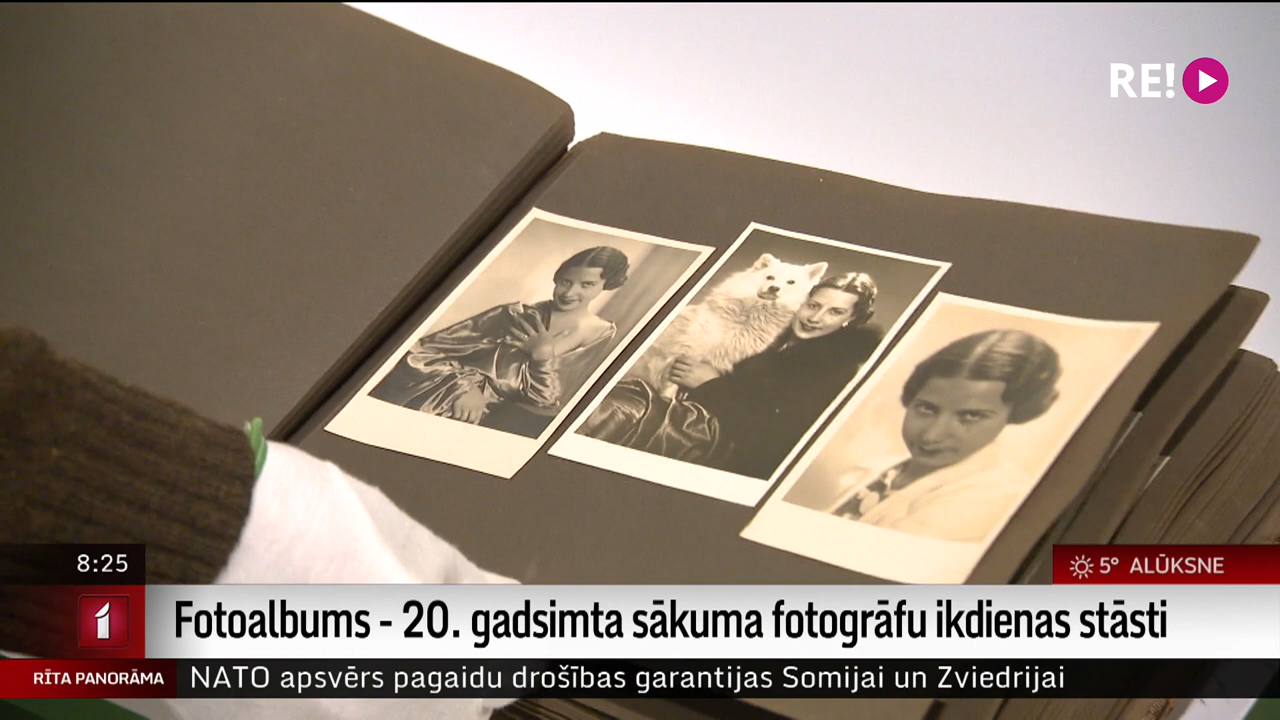 RE!
8:25
5° ALŪKSNE
1
Fotoalbums - 20. gadsimta sākuma fotogrāfu ikdienas stāsti
RĪTA PANORĀMA
NATO apsvērs pagaidu drošības garantijas Somijai un Zviedrijai